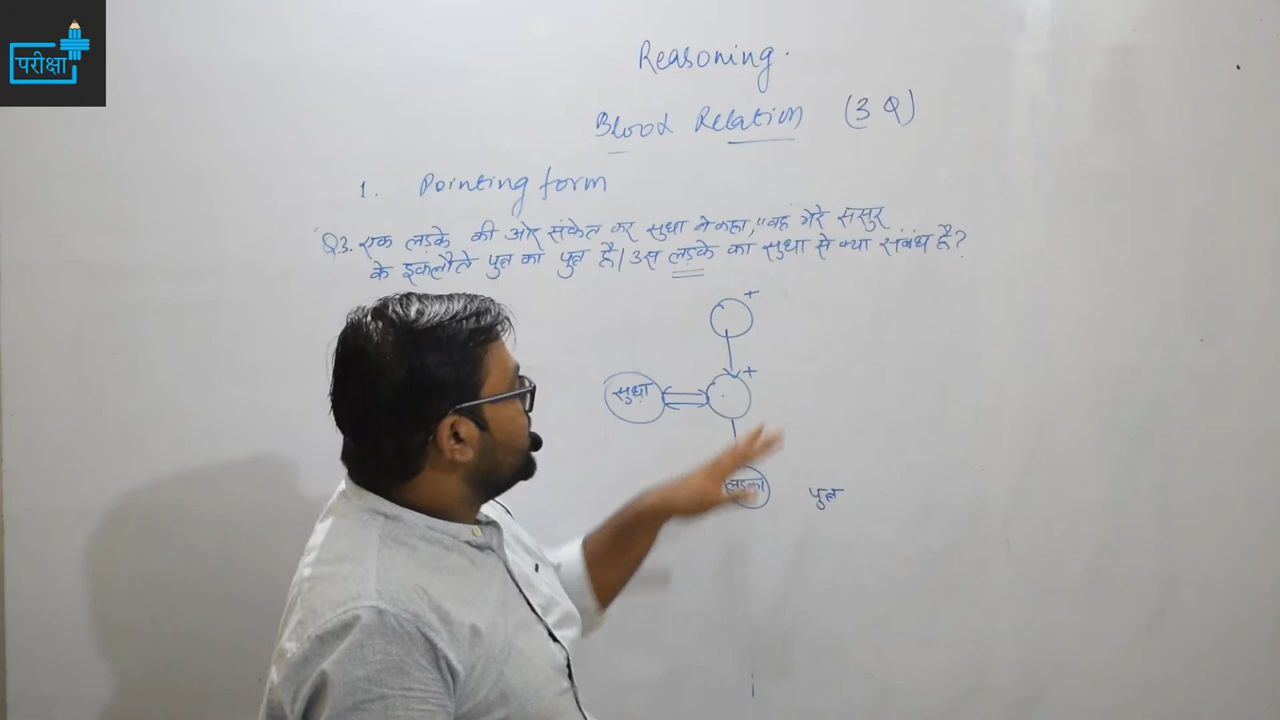 परीक्षा
Reasoning.
Blood Relation (3 Q)
1. Pointing form
Q3. एक लड़के की ओर संकेत कर सुधा ने कहा, "वह मेरे ससुर
के इकलौते पुत्र का पुत्र है। उस लड़के का सुधा से क्या संबंध है?
+
+
सुधा
लड़का
पुत्र